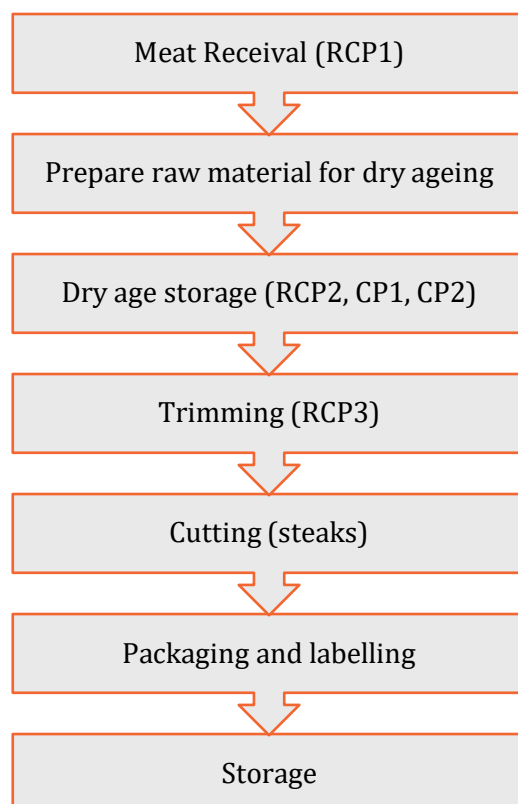 Meat Receival (RCP1)
Prepare raw material for dry ageing
Dry age storage (RCP2, CP1, CP2)
Trimming (RCP3)
Cutting (steaks)
Packaging and labelling
Storage